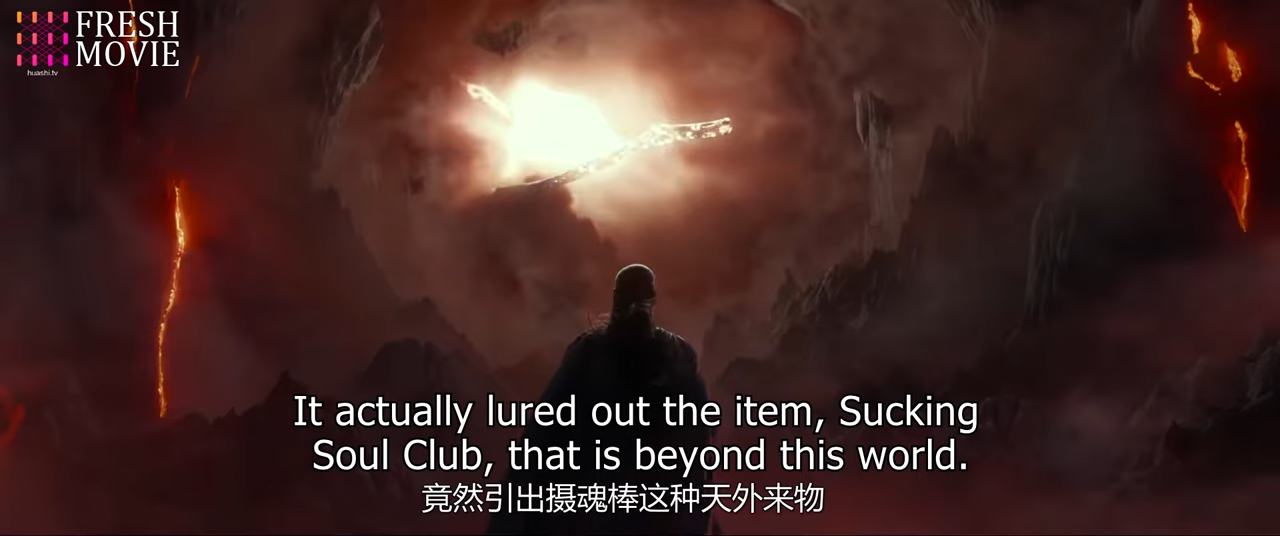 FRESH
MOVIE
huashi.tv
It actually lured out the item, Sucking
Soul Club, that is beyond this world.
竟然引出摄魂棒这种天外来物